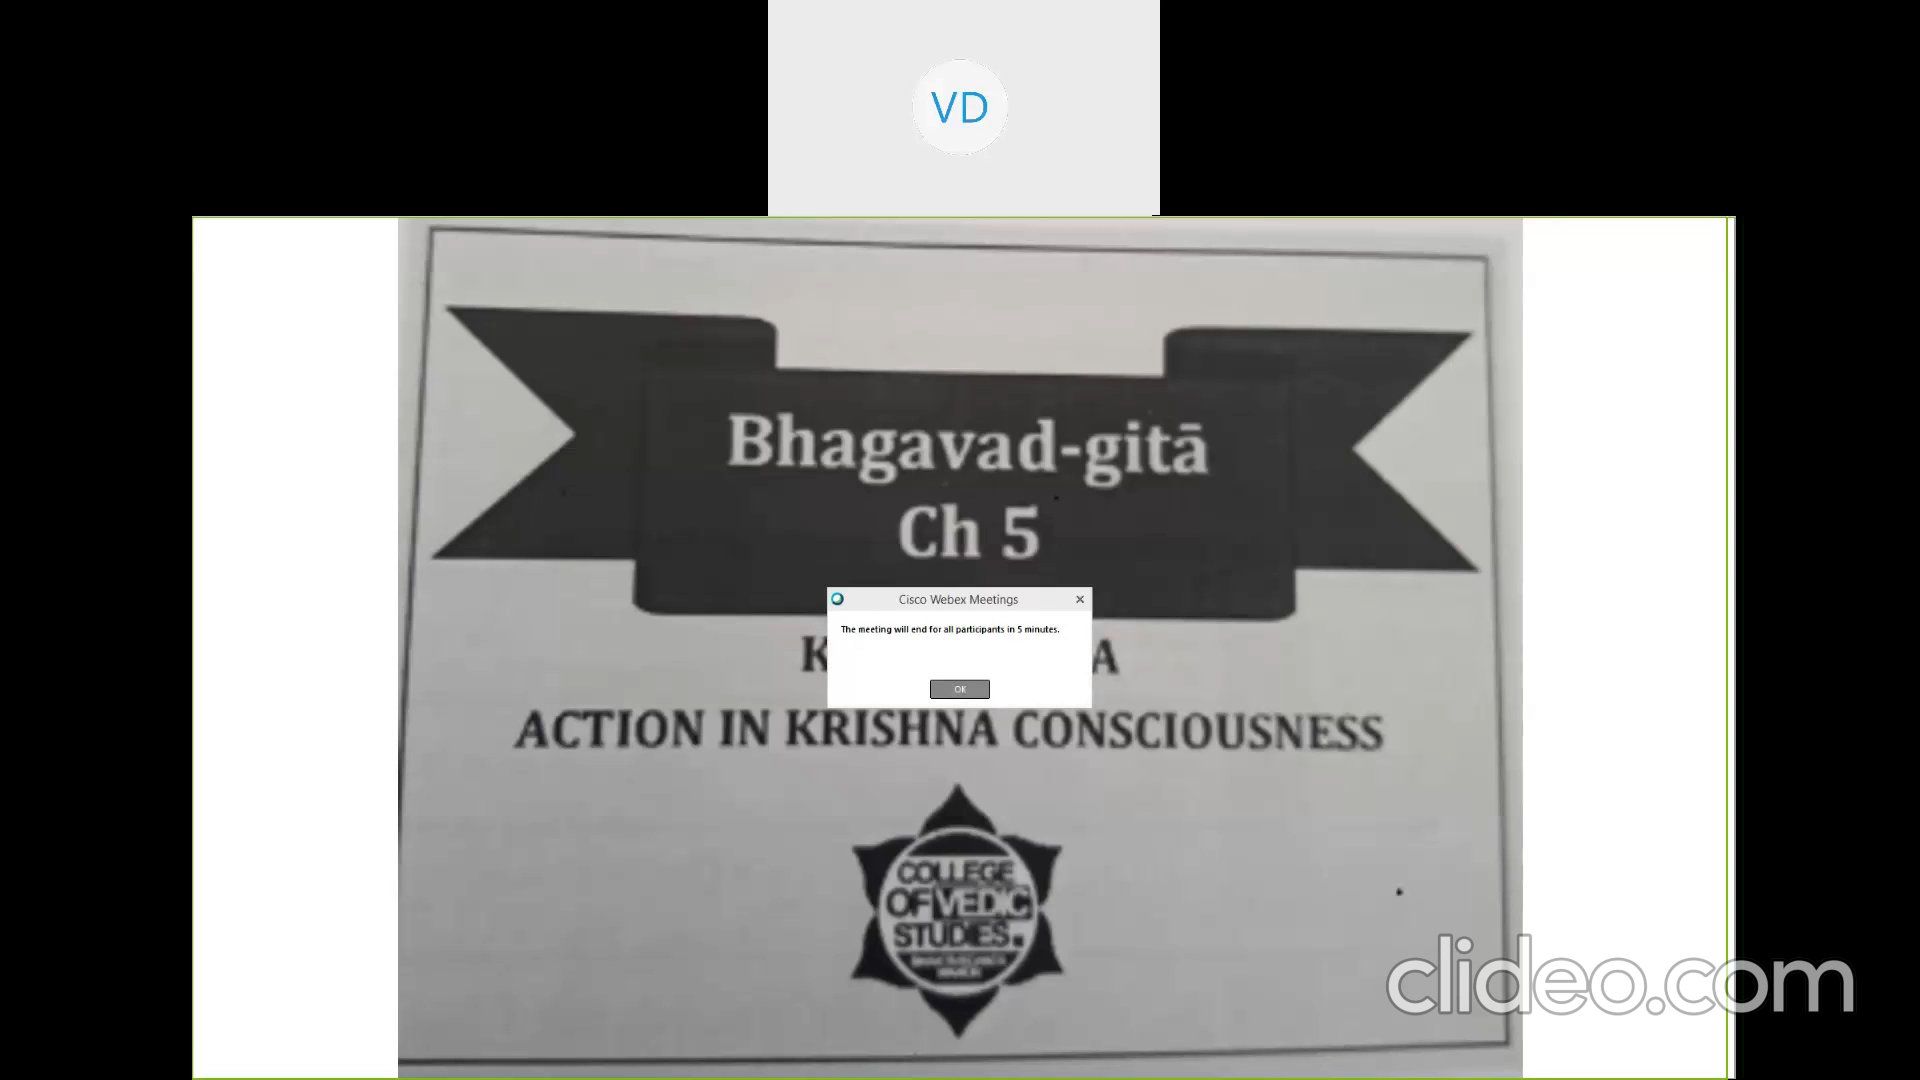 VD
Bhagavad-gitā
Ch 5
Cisco Webex Meetings
The meeting will end for all participants in 5 minutes.
OK
K A
ACTION IN KRISHNA CONSCIOUSNESS
COLLEGE
OF VEDIC
STUDIES.
clideo.com